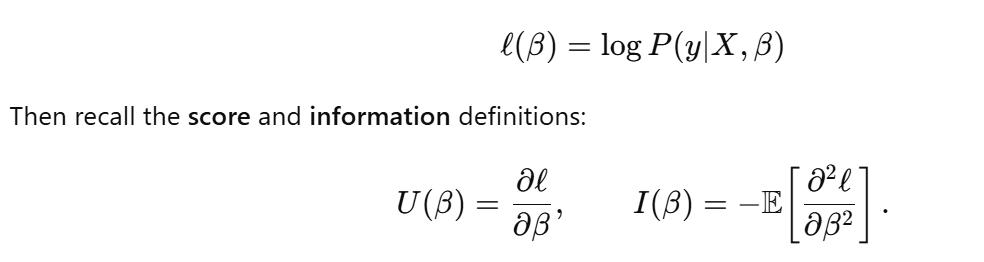 ℓ(β) = log P(y|X, β)
Then recall the score and information definitions:
U(β) = ∂ℓ/∂β, I(β) = −𝔼[∂²ℓ/∂β²].